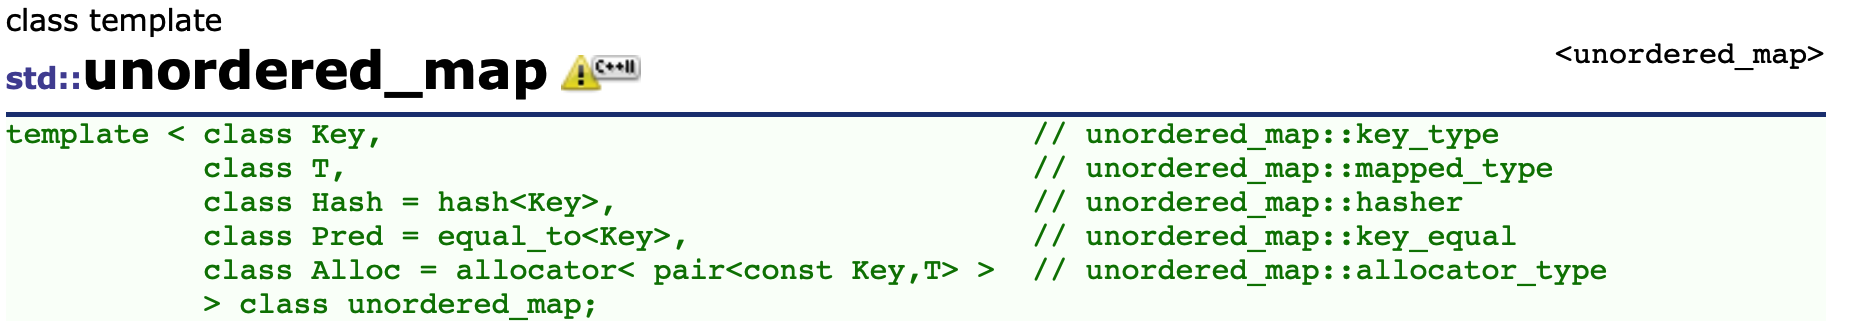 class template
<unordered_map>
std::unordered_map C++11
template < class Key,                         // unordered_map::key_type
           class T,                           // unordered_map::mapped_type
           class Hash = hash<Key>,            // unordered_map::hasher
           class Pred = equal_to<Key>,        // unordered_map::key_equal
           class Alloc = allocator< pair<const Key,T> >  // unordered_map::allocator_type
           > class unordered_map;